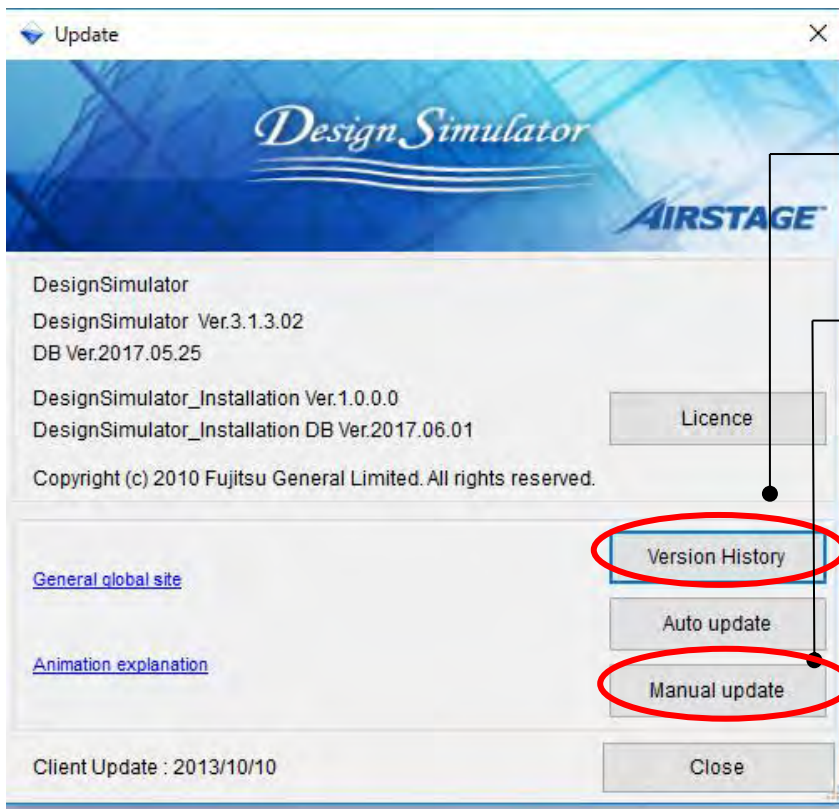 Update
Design Simulator
AIRSTAGE™
DesignSimulator
DesignSimulator Ver.3.1.3.02
DB Ver.2017.05.25
DesignSimulator_Installation Ver.1.0.0.0
DesignSimulator_Installation DB Ver.2017.06.01
Licence
Copyright (c) 2010 Fujitsu General Limited. All rights reserved.
Version History
General global site
Auto update
Animation explanation
Manual update
Client Update : 2013/10/10
Close